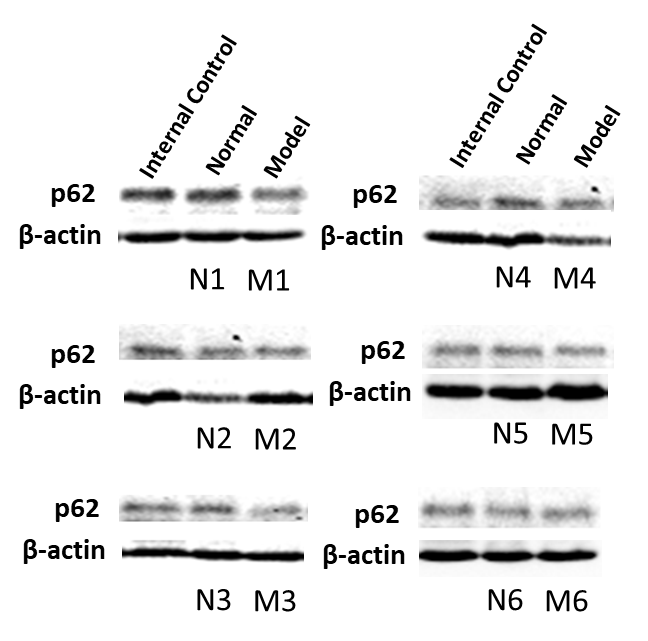 Internal Control Normal Model
p62
β-actin
N1 M1
Internal Control Normal Model
p62
β-actin
N4 M4
p62
β-actin
N2 M2
p62
β-actin
N5 M5
p62
β-actin
N3 M3
p62
β-actin
N6 M6